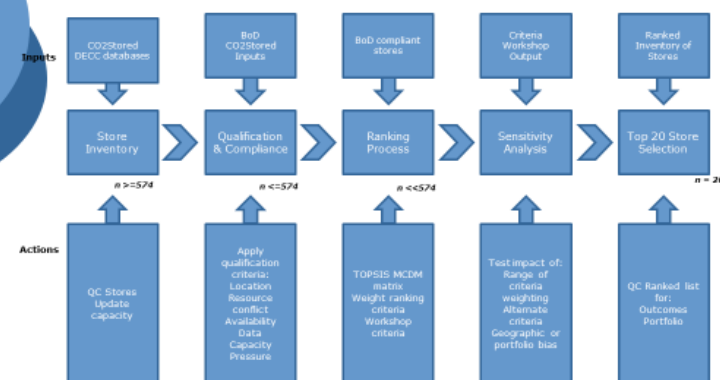 Inputs
CO2Stored
DECC databases
BoD
CO2Stored
Inputs
BoD compliant
stores
Criteria
Workshop
Output
Ranked
Inventory of
Stores
Store
Inventory
Qualification
& Compliance
Ranking
Process
Sensitivity
Analysis
Top 20 Store
Selection
n >=574
n <=574
n <<574
n = 20
Actions
QC Stores
Update
capacity
Apply
qualification
criteria:
Location
Resource
conflict
Availability
Data
Capacity
Pressure
TOPSIS MCDM
matrix
Weight ranking
criteria
Workshop
criteria
Test impact of:
Range of
criteria
weighting
Alternate
criteria
Geographic or
portfolio bias
QC Ranked list
for:
Outcomes
Portfolio